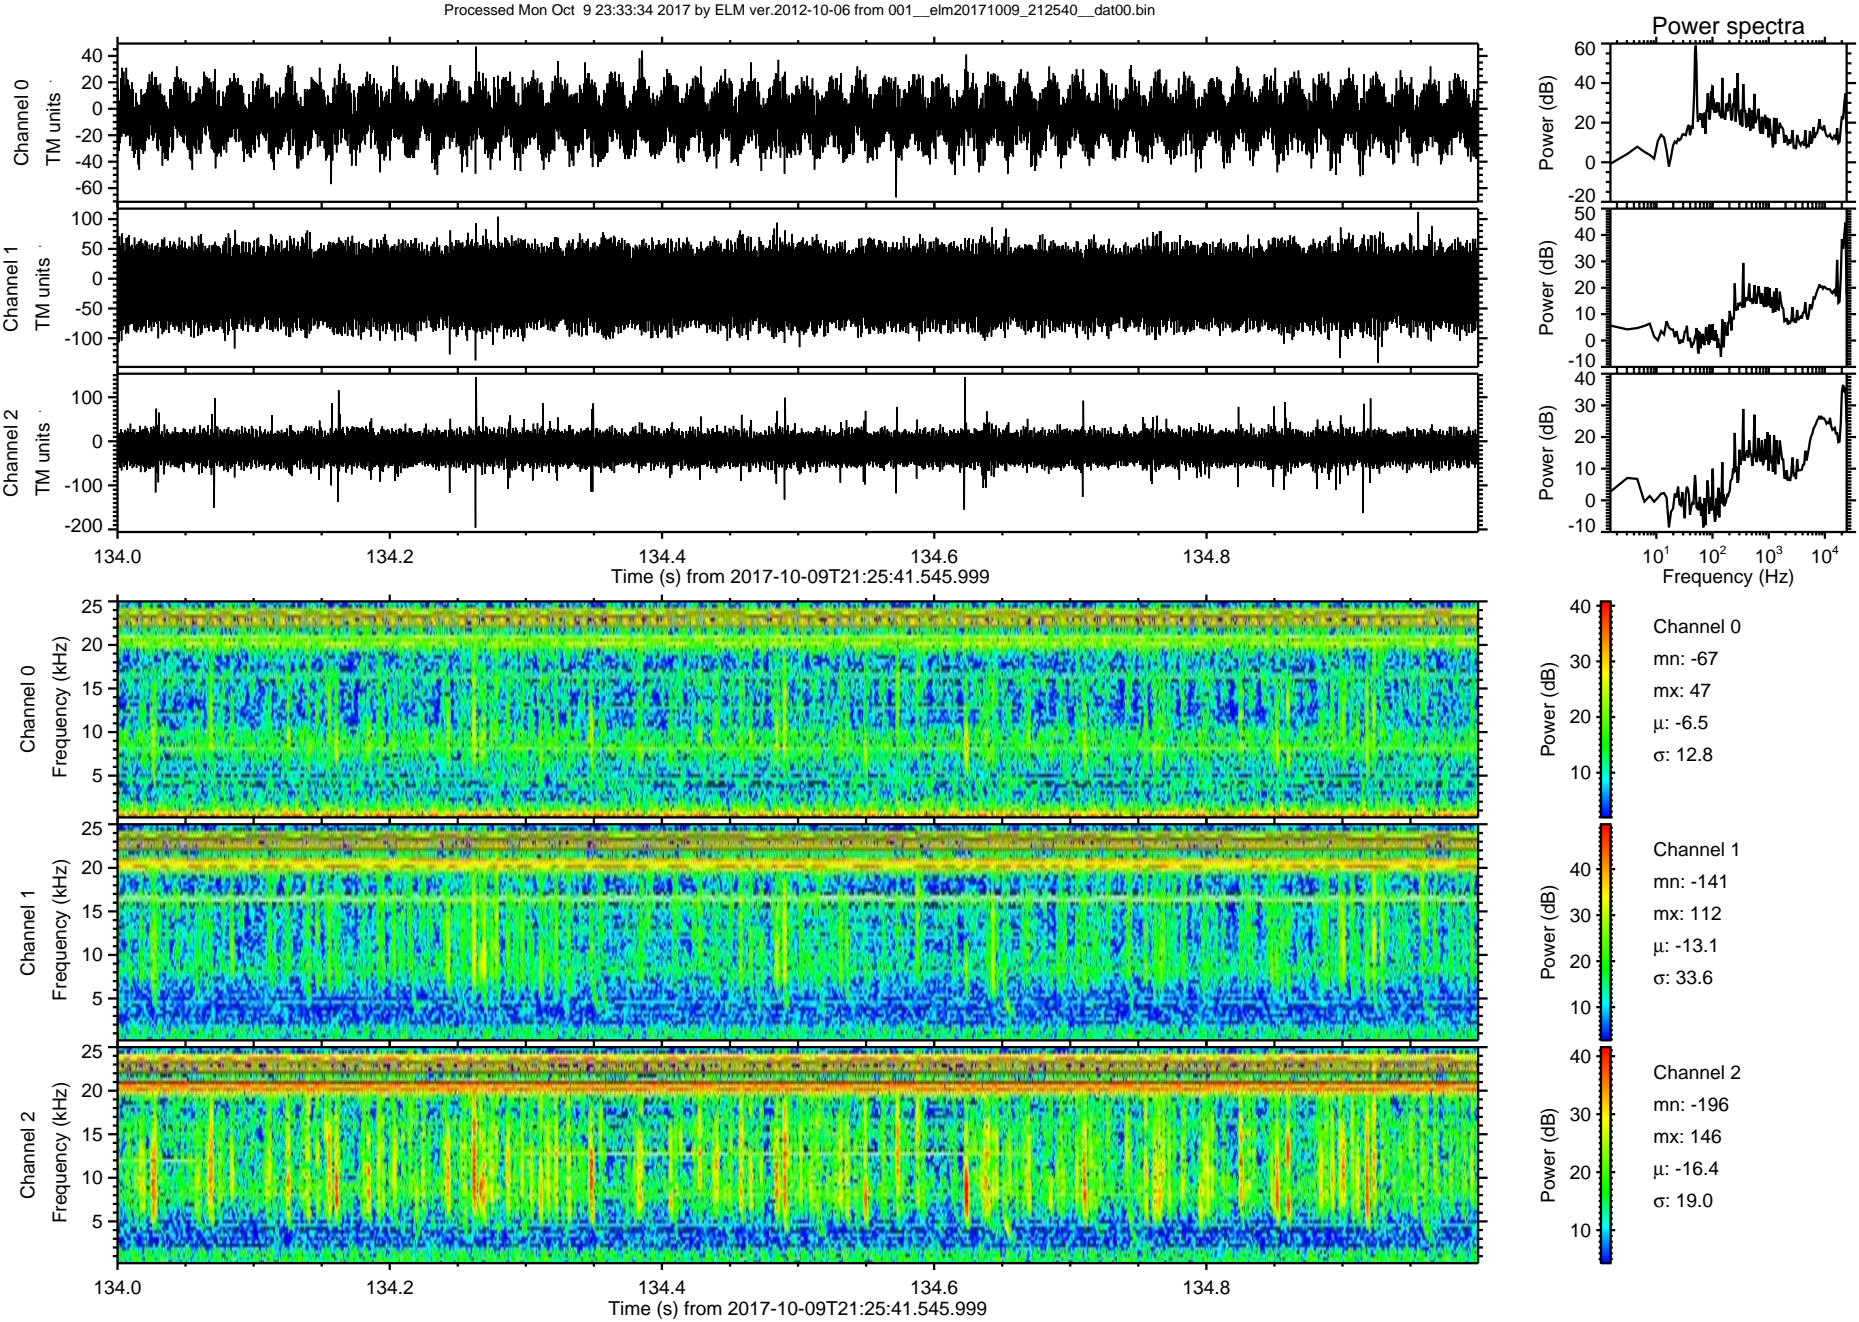 Processed Mon Oct  9 23:33:34 2017 by ELM ver.2012-10-06 from 001__elm20171009_212540__dat00.bin
Power spectra
Channel 0
TM units
40
20
0
-20
-40
-60
Power (dB)
60
40
20
0
-20
Channel 1
TM units
100
50
0
-50
-100
Power (dB)
50
40
30
20
10
0
-10
Channel 2
TM units
100
0
-100
-200
Power (dB)
40
30
20
10
0
-10
134.0 134.2 134.4 134.6 134.8
Time (s) from 2017-10-09T21:25:41.545.999
10¹ 10² 10³ 10⁴
Frequency (Hz)
Channel 0
Frequency (kHz)
25
20
15
10
5
Power (dB)
40
30
20
10
Channel 0
mn: -67
mx: 47
μ: -6.5
σ: 12.8
Channel 1
Frequency (kHz)
25
20
15
10
5
Power (dB)
40
30
20
10
Channel 1
mn: -141
mx: 112
μ: -13.1
σ: 33.6
Channel 2
Frequency (kHz)
25
20
15
10
5
Power (dB)
40
30
20
10
Channel 2
mn: -196
mx: 146
μ: -16.4
σ: 19.0
134.0 134.2 134.4 134.6 134.8
Time (s) from 2017-10-09T21:25:41.545.999